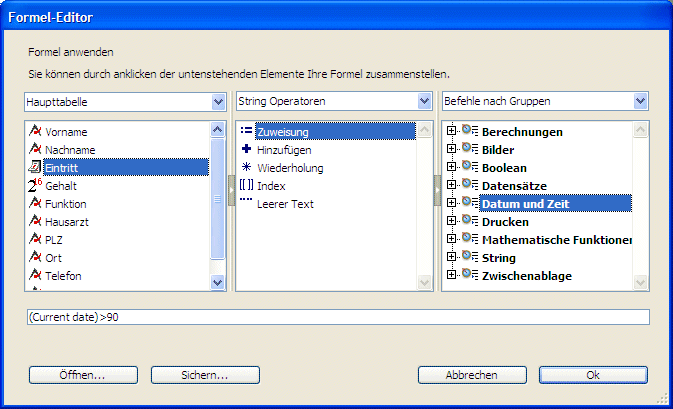 Formel-Editor
Formel anwenden
Sie können durch anklicken der untenstehenden Elemente Ihre Formel zusammenstellen.
Haupttabelle
String Operatoren
Befehle nach Gruppen
Vorname
Nachname
Eintritt
Gehalt
Funktion
Hausarzt
PLZ
Ort
Telefon
Zuweisung
Hinzufügen
Wiederholung
Index
Leerer Text
Berechnungen
Bilder
Boolean
Datensätze
Datum und Zeit
Drucken
Mathematische Funktionen
String
Zwischenablage
(Current date)>90
Öffnen...
Sichern...
Abbrechen
Ok